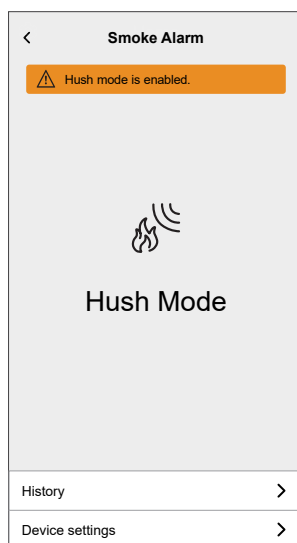 Smoke Alarm
Hush mode is enabled.
Hush Mode
History
Device settings